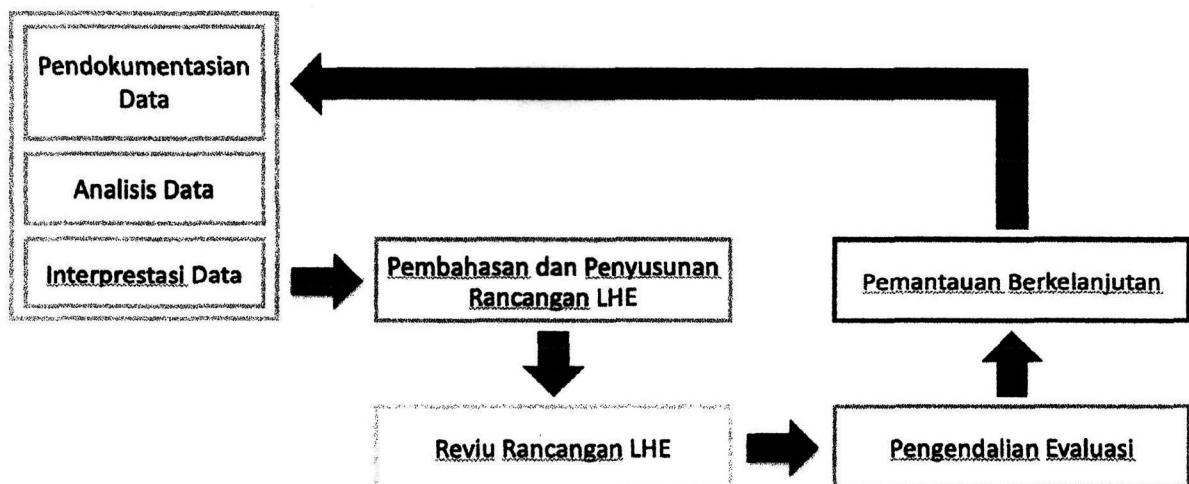 Pendokumentasian
Data
Analisis Data
Interprestasi Data
Pembahasan dan Penyusunan
Rancangan LHE
Pemantauan Berkelanjutan
Reviu Rancangan LHE
Pengendalian Evaluasi